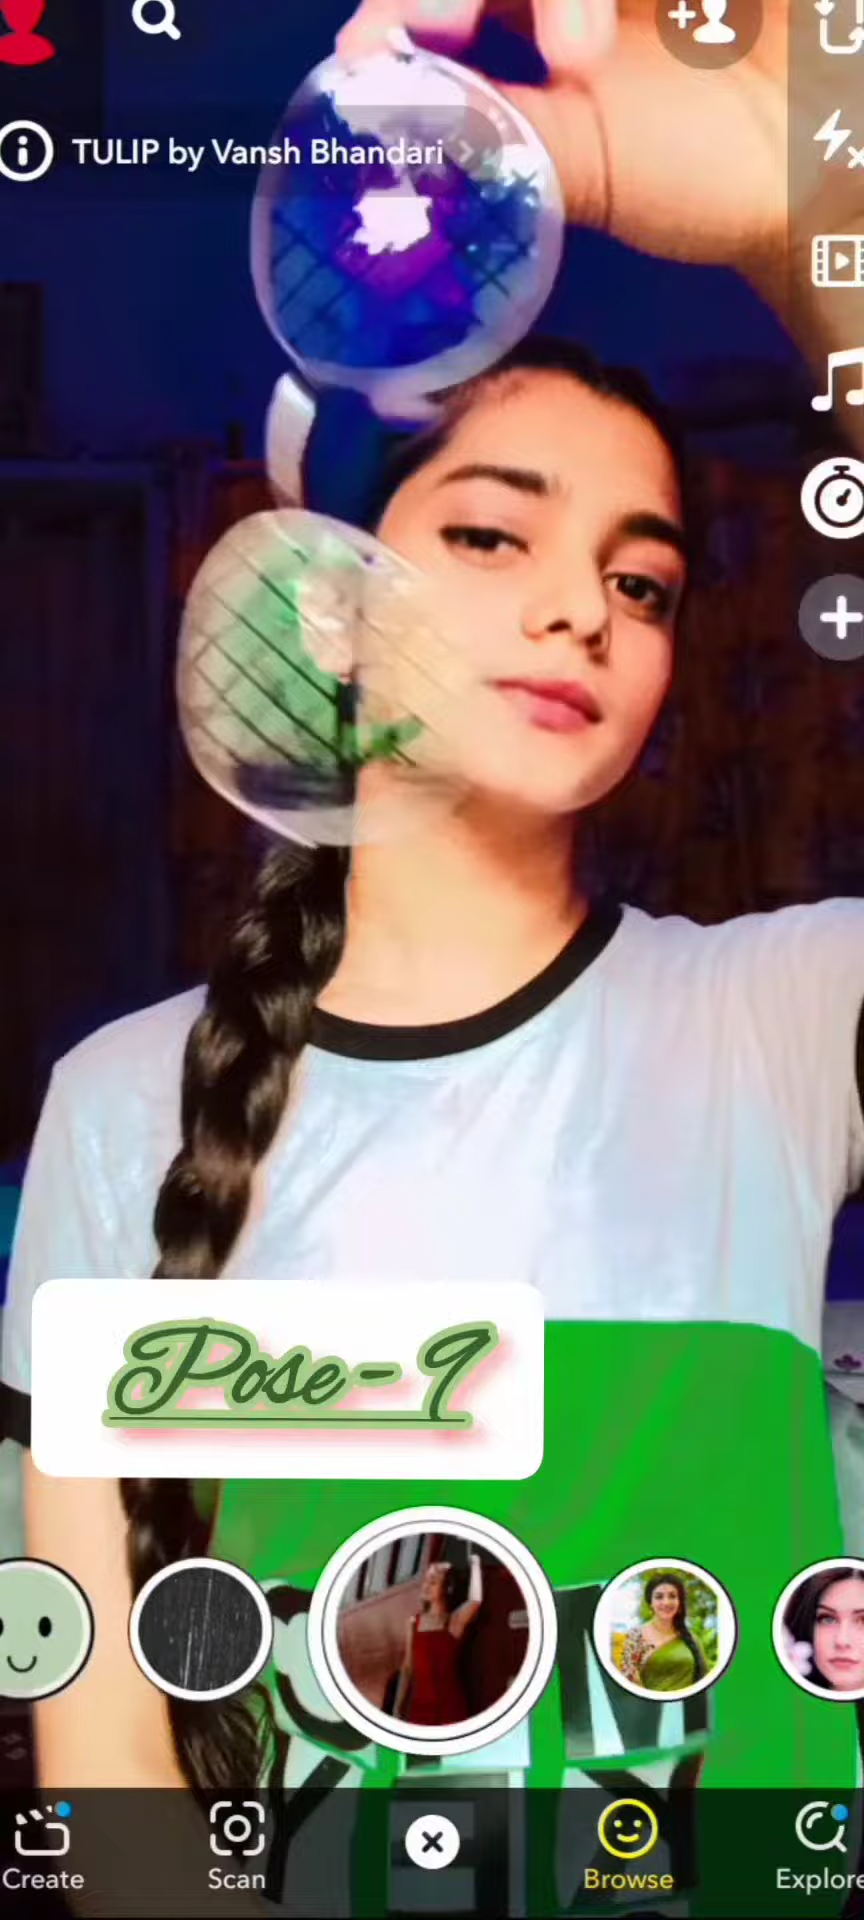 TULIP by Vansh Bhandari
Pose - 9
Create
Scan
Browse
Explore